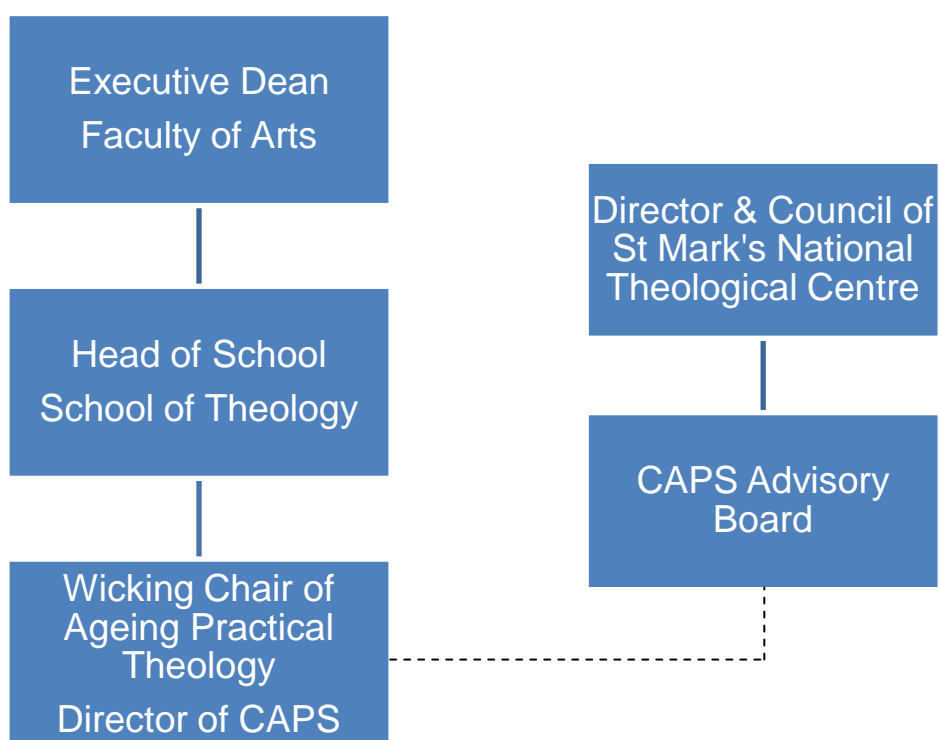 Executive Dean
Faculty of Arts
Head of School
School of Theology
Wicking Chair of
Ageing Practical
Theology
Director of CAPS
Director & Council of
St Mark's National
Theological Centre
CAPS Advisory
Board